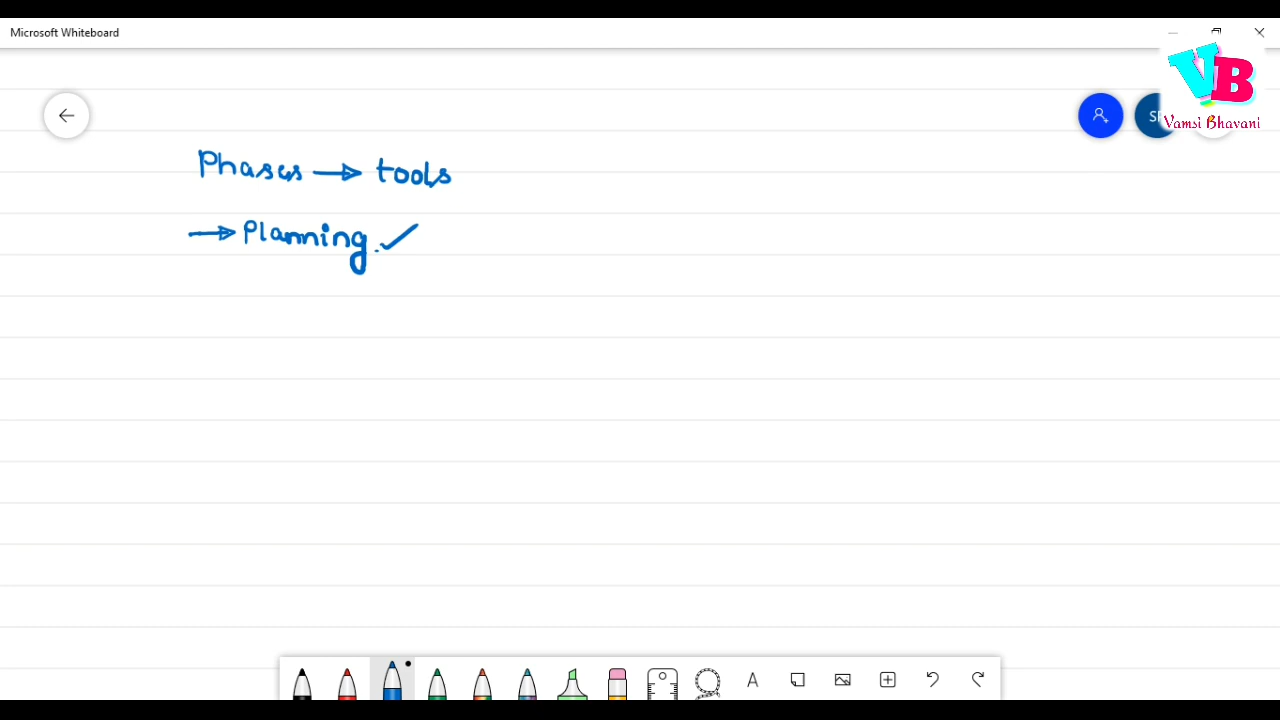 Microsoft Whiteboard
VB
Vamsi Bhavani
Phases → tools
→ Planning. ✓
A